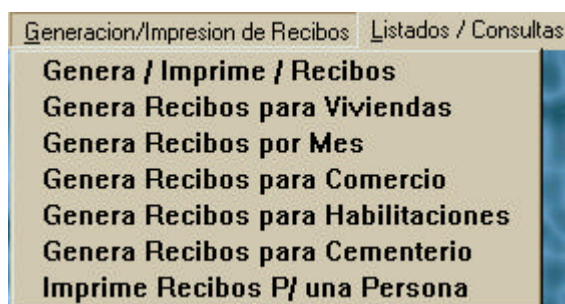 Generacion/Impresion de Recibos Listados / Consultas
Genera / Imprime / Recibos
Genera Recibos para Viviendas
Genera Recibos por Mes
Genera Recibos para Comercio
Genera Recibos para Habilitaciones
Genera Recibos para Cementerio
Imprime Recibos P/ una Persona